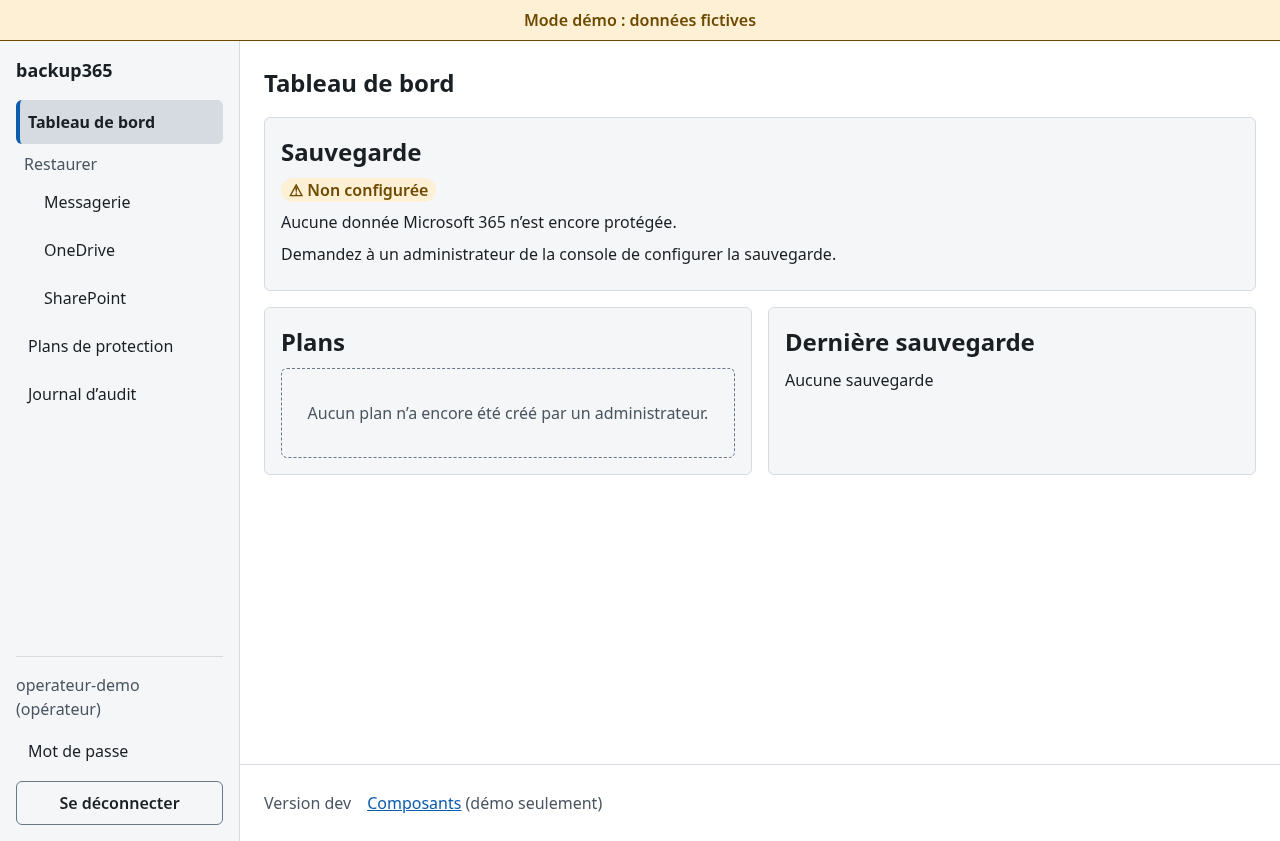 Mode démo : données fictives
backup365
Tableau de bord
Restaurer
Messagerie
OneDrive
SharePoint
Plans de protection
Journal d’audit
operateur-demo
(opérateur)
Mot de passe
Se déconnecter
Tableau de bord
Sauvegarde
⚠ Non configurée
Aucune donnée Microsoft 365 n’est encore protégée.
Demandez à un administrateur de la console de configurer la sauvegarde.
Plans
Aucun plan n’a encore été créé par un administrateur.
Dernière sauvegarde
Aucune sauvegarde
Version dev Composants (démo seulement)